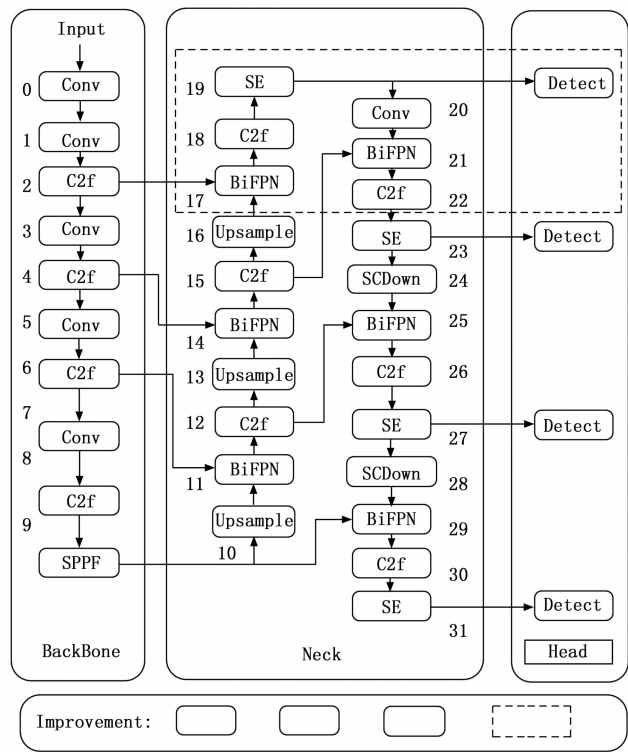 Input
0
Conv
1
Conv
2
C2f
3
Conv
4
C2f
5
Conv
6
C2f
7
Conv
8
C2f
9
SPPF
BackBone
19
SE
18
C2f
17
BiFPN
16
Upsample
15
C2f
14
BiFPN
13
Upsample
12
C2f
11
BiFPN
10
Upsample
Conv
20
BiFPN
21
C2f
22
SE
23
SCDown
24
BiFPN
25
C2f
26
SE
27
SCDown
28
BiFPN
29
C2f
30
SE
31
Neck
Detect
Detect
Detect
Detect
Head
Improvement: